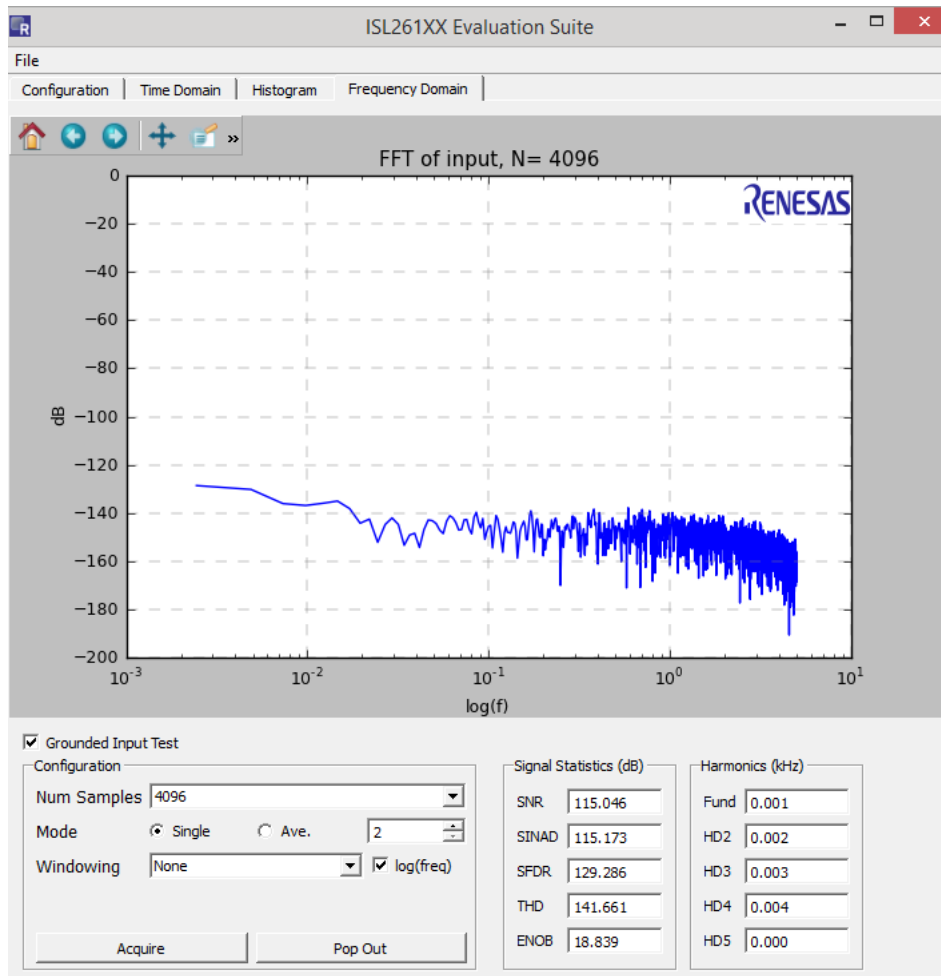 R
ISL261XX Evaluation Suite
File
Configuration Time Domain Histogram Frequency Domain
»
FFT of input, N= 4096
RENESAS
0
−20
−40
−60
−80
−100
−120
−140
−160
−180
−200
dB
10-3 10-2 10-1 100 101
log(f)
Grounded Input Test
Configuration
Num Samples 4096
Mode Single Ave. 2
Windowing None log(freq)
Acquire Pop Out
Signal Statistics (dB)
SNR 115.046
SINAD 115.173
SFDR 129.286
THD 141.661
ENOB 18.839
Harmonics (kHz)
Fund 0.001
HD2 0.002
HD3 0.003
HD4 0.004
HD5 0.000